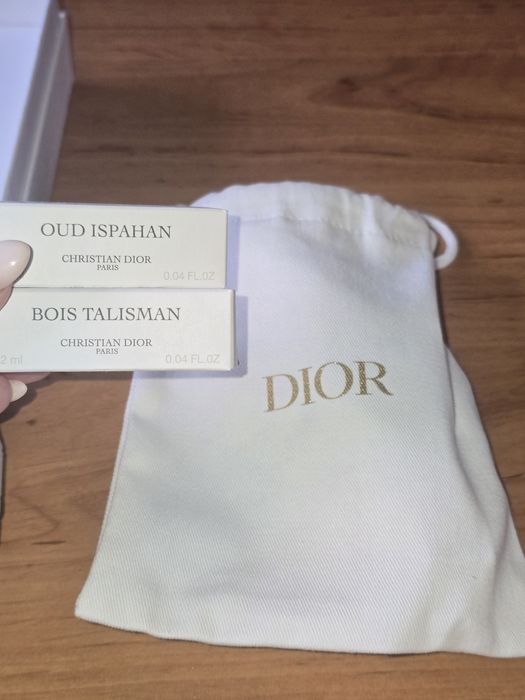 OUD ISPAHAN
CHRISTIAN DIOR
PARIS
0.04 FL.OZ
BOIS TALISMAN
CHRISTIAN DIOR
PARIS
2 ml
0.04 FL.OZ
DIOR